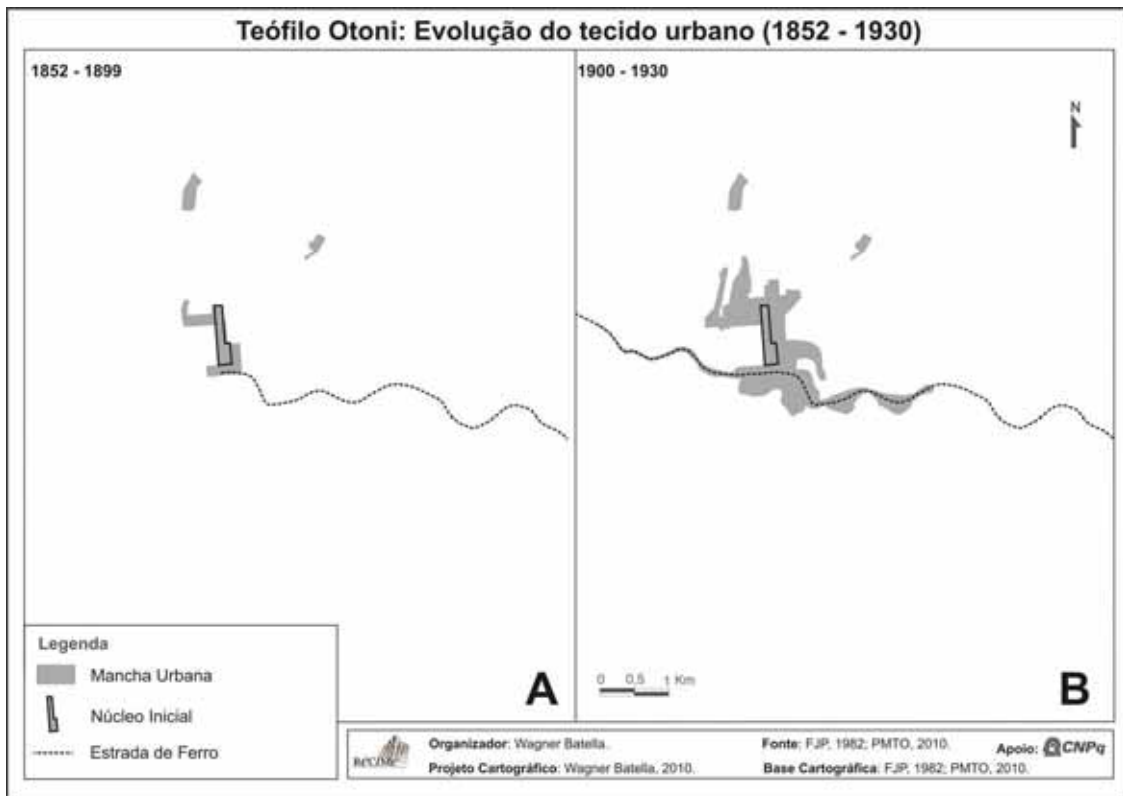 Teófilo Otoni: Evolução do tecido urbano (1852 - 1930)
1852 - 1899
1900 - 1930
N
A
0 0,5 1 Km
B
Legenda
Mancha Urbana
Núcleo Inicial
Estrada de Ferro
Organizador: Wagner Batella.
Projeto Cartográfico: Wagner Batella, 2010.
Fonte: FJP, 1982; PMTO, 2010.
Base Cartográfica: FJP, 1982; PMTO, 2010.
Apoio: CNPq